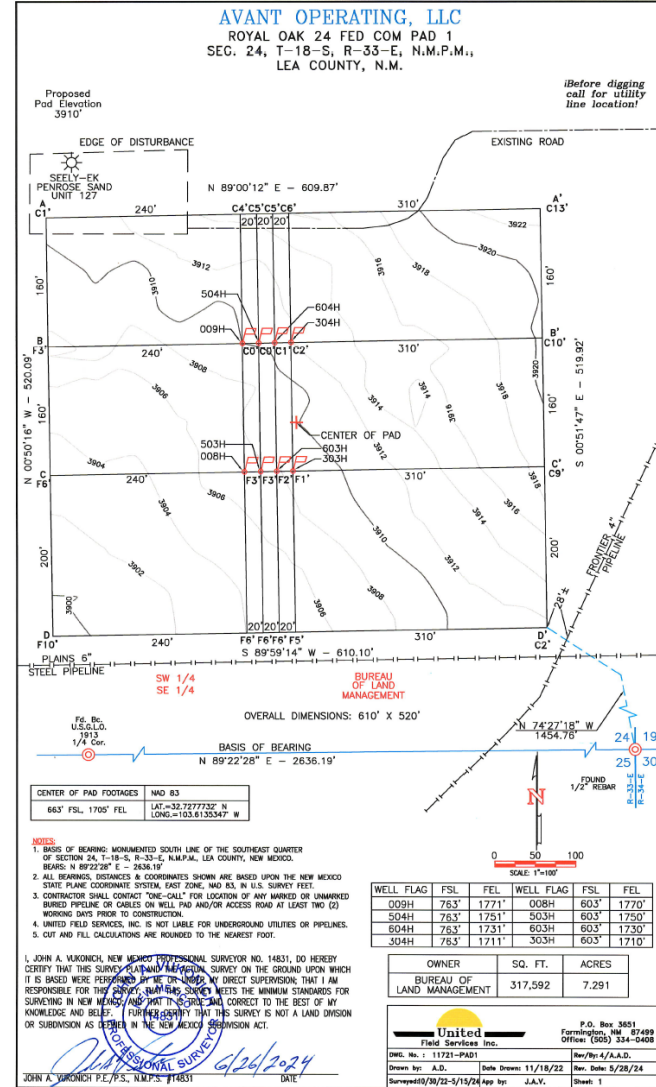 AVANT OPERATING, LLC
ROYAL OAK 24 FED COM PAD 1
SEC. 24, T-18-S, R-33-E, N.M.P.M.,
LEA COUNTY, N.M.
Proposed
Pad Elevation
3910'
¡Before digging
call for utility
line location!
EDGE OF DISTURBANCE
EXISTING ROAD
SEELY-EK
PENROSE SAND
UNIT 127
N 89°00'12" E - 609.87'
A
C1'
240'
C4' C5' C5' C6'
310'
A'
C13'
20' 20' 20'
3922
3920
3912
3916
3918
3910
160'
160'
504H
604H
009H
304H
B
F3'
240'
C0' C0' C1' C2'
310'
B'
C10'
3908
3906
3920
N 00°50'16" W - 520.09'
S 00°51'47" E - 519.92'
160'
3914
3914
3916
160'
CENTER OF PAD
503H
603H
008H
303H
3904
3912
3918
C
F6'
240'
F3' F3' F2' F1'
310'
C'
C9'
3906
3904
3916
3914
3910
3912
200'
200'
FRONTIER 4"
PIPELINE
3902
3908
3906
3900
28'±
D
F10'
240'
20' 20' 20'
F6' F6' F6' F5'
310'
D'
C2'
S 89°59'14" W - 610.10'
PLAINS 6"
STEEL PIPELINE
SW 1/4
SE 1/4
BUREAU
OF LAND
MANAGEMENT
OVERALL DIMENSIONS: 610' X 520'
Fd. Bc.
U.S.G.L.O.
1913
1/4 Cor.
N 74°27'18" W
1454.76'
24 19
25 30
R-33-E
R-34-E
BASIS OF BEARING
N 89°22'28" E - 2636.19'
FOUND
1/2" REBAR
N
CENTER OF PAD FOOTAGES NAD 83
663' FSL, 1705' FEL LAT.=32.7277732° N
LONG.=103.6135347° W
0 50 100
SCALE: 1"=100'
NOTES:
1. BASIS OF BEARING: MONUMENTED SOUTH LINE OF THE SOUTHEAST QUARTER
OF SECTION 24, T-18-S, R-33-E, N.M.P.M., LEA COUNTY, NEW MEXICO.
BEARS: N 89°22'28" E - 2636.19'
2. ALL BEARINGS, DISTANCES & COORDINATES SHOWN ARE BASED UPON THE NEW MEXICO
STATE PLANE COORDINATE SYSTEM, EAST ZONE, NAD 83, IN U.S. SURVEY FEET.
3. CONTRACTOR SHALL CONTACT "ONE-CALL" FOR LOCATION OF ANY MARKED OR UNMARKED
BURIED PIPELINE OR CABLES ON WELL PAD AND/OR ACCESS ROAD AT LEAST TWO (2)
WORKING DAYS PRIOR TO CONSTRUCTION.
4. UNITED FIELD SERVICES, INC. IS NOT LIABLE FOR UNDERGROUND UTILITIES OR PIPELINES.
5. CUT AND FILL CALCULATIONS ARE ROUNDED TO THE NEAREST FOOT.
WELL FLAG FSL FEL WELL FLAG FSL FEL
009H 763' 1771' 008H 603' 1770'
504H 763' 1751' 503H 603' 1750'
604H 763' 1731' 603H 603' 1730'
304H 763' 1711' 303H 603' 1710'
I, JOHN A. VUKONICH, NEW MEXICO PROFESSIONAL SURVEYOR NO. 14831, DO HEREBY
CERTIFY THAT THIS SURVEY PLAT AND THE ACTUAL SURVEY ON THE GROUND UPON WHICH
IT IS BASED WERE PERFORMED BY ME OR UNDER MY DIRECT SUPERVISION; THAT I AM
RESPONSIBLE FOR THIS SURVEY; THAT THIS SURVEY MEETS THE MINIMUM STANDARDS FOR
SURVEYING IN NEW MEXICO; AND THAT IT IS TRUE AND CORRECT TO THE BEST OF MY
KNOWLEDGE AND BELIEF. I FURTHER CERTIFY THAT THIS SURVEY IS NOT A LAND DIVISION
OR SUBDIVISION AS DEFINED IN THE NEW MEXICO SUBDIVISION ACT.
14831
PROFESSIONAL SURVEYOR
6/26/2024
JOHN A. VUKONICH P.E./P.S., N.M.P.S. #14831 DATE
OWNER SQ. FT. ACRES
BUREAU OF
LAND MANAGEMENT 317,592 7.291
United
Field Services Inc.
P.O. Box 3651
Farmington, NM 87499
Office: (505) 334-0408
DWG. No. : 11721-PAD1 Rev/By: 4/A.A.D.
Drawn by: A.D. Date Drawn: 11/18/22 Rev. Date: 5/28/24
Surveyed: 10/30/22-5/15/24 App by: J.A.V. Sheet: 1